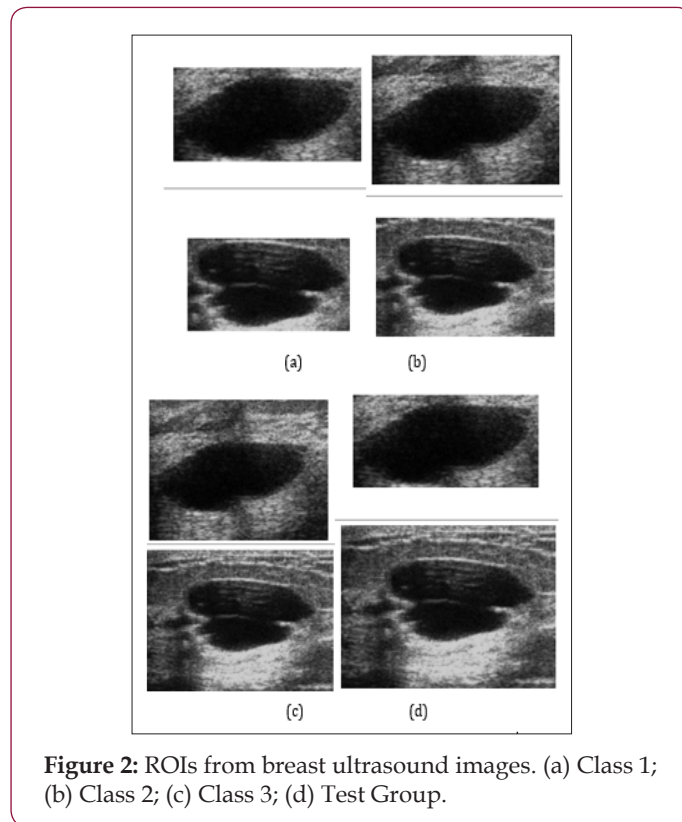 (a) (b)
(c) (d)
Figure 2: ROIs from breast ultrasound images. (a) Class 1;
(b) Class 2; (c) Class 3; (d) Test Group.